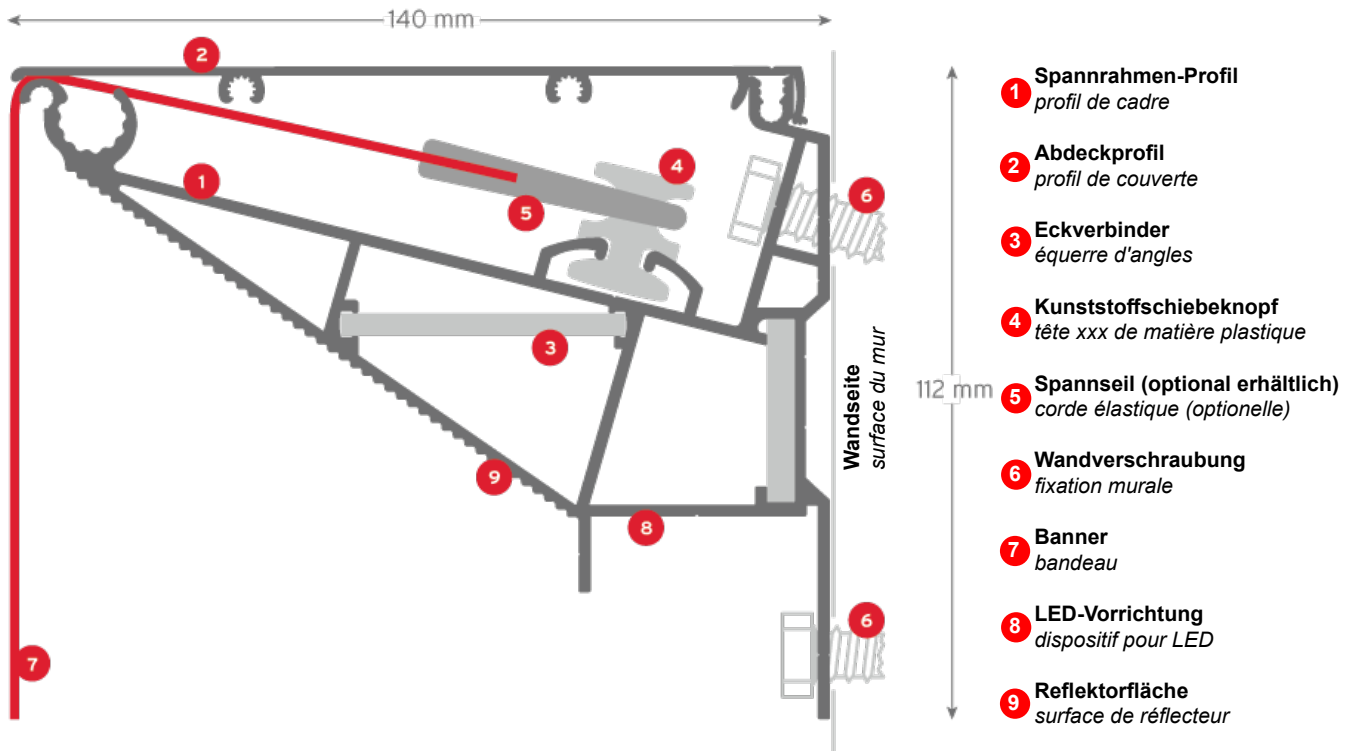 140 mm
2
1
4
5
6
3
9
8
7
6
Wandseite
surface du mur
112 mm
1 Spannrahmen-Profil
profil de cadre
2 Abdeckprofil
profil de couverte
3 Eckverbinder
équerre d'angles
4 Kunststoffschiebeknopf
tête xxx de matière plastique
5 Spannseil (optional erhältlich)
corde élastique (optionelle)
6 Wandverschraubung
fixation murale
7 Banner
bandeau
8 LED-Vorrichtung
dispositif pour LED
9 Reflektorfläche
surface de réflecteur